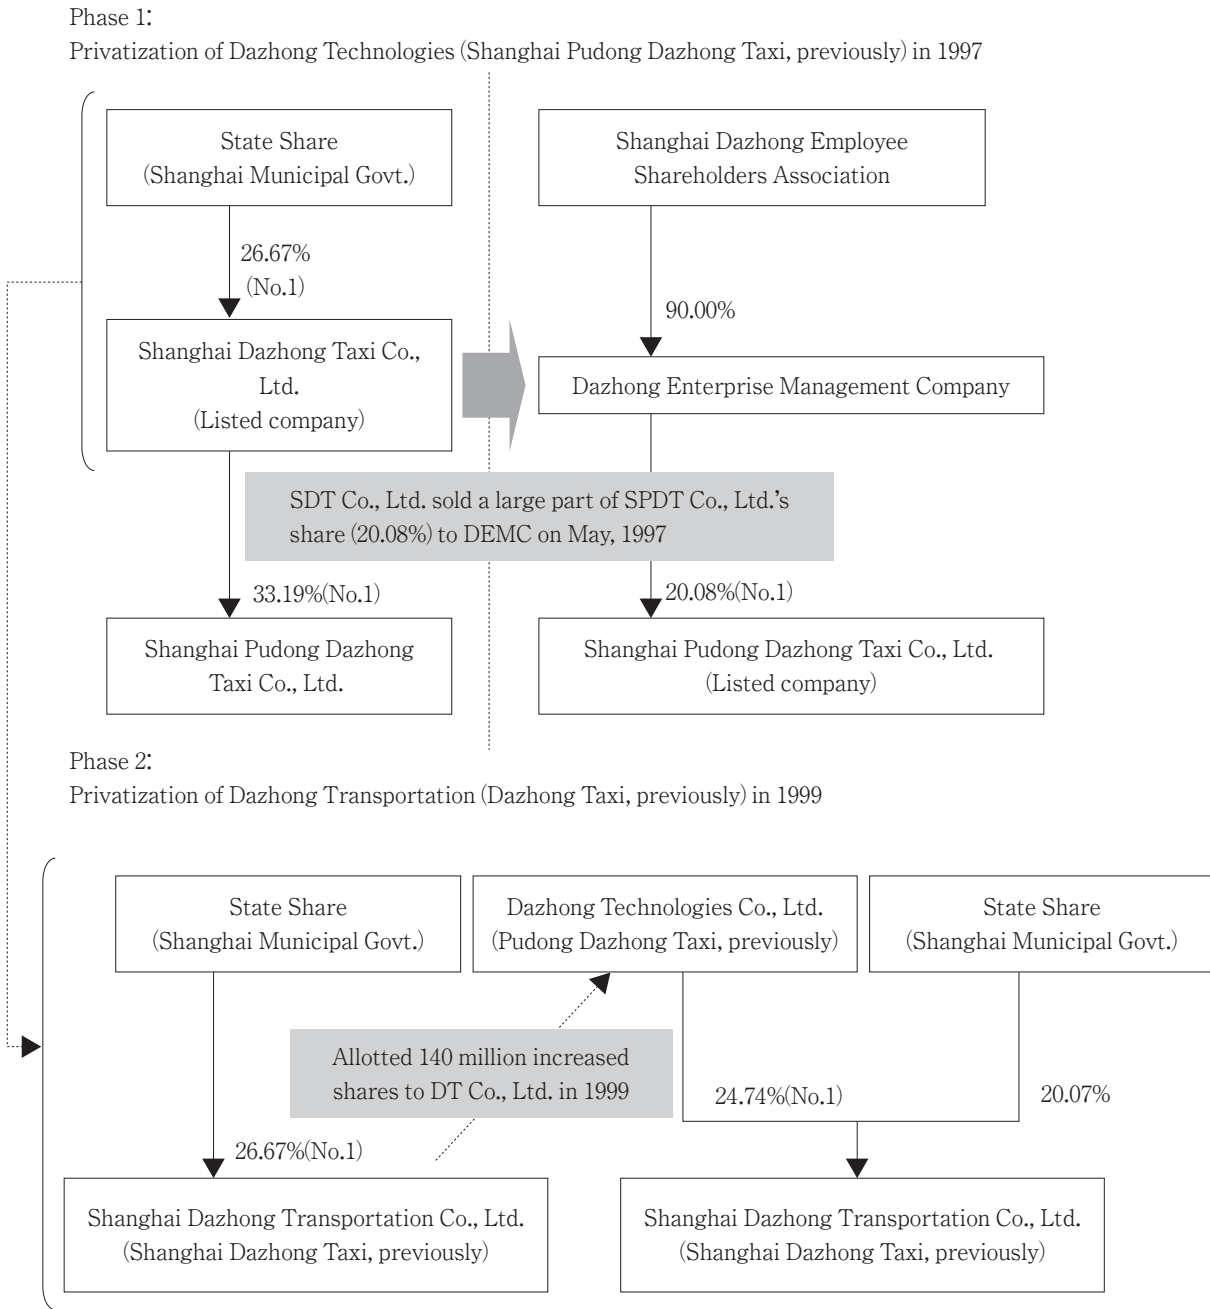 Phase 1:
Privatization of Dazhong Technologies (Shanghai Pudong Dazhong Taxi, previously) in 1997
State Share
(Shanghai Municipal Govt.)
Shanghai Dazhong Employee
Shareholders Association
26.67%
(No.1)
90.00%
Shanghai Dazhong Taxi Co.,
Ltd.
(Listed company)
Dazhong Enterprise Management Company
SDT Co., Ltd. sold a large part of SPDT Co., Ltd.'s
share (20.08%) to DEMC on May, 1997
33.19%(No.1)
20.08%(No.1)
Shanghai Pudong Dazhong
Taxi Co., Ltd.
Shanghai Pudong Dazhong Taxi Co., Ltd.
(Listed company)
Phase 2:
Privatization of Dazhong Transportation (Dazhong Taxi, previously) in 1999
State Share
(Shanghai Municipal Govt.)
Dazhong Technologies Co., Ltd.
(Pudong Dazhong Taxi, previously)
State Share
(Shanghai Municipal Govt.)
Allotted 140 million increased
shares to DT Co., Ltd. in 1999
24.74%(No.1)
20.07%
26.67%(No.1)
Shanghai Dazhong Transportation Co., Ltd.
(Shanghai Dazhong Taxi, previously)
Shanghai Dazhong Transportation Co., Ltd.
(Shanghai Dazhong Taxi, previously)